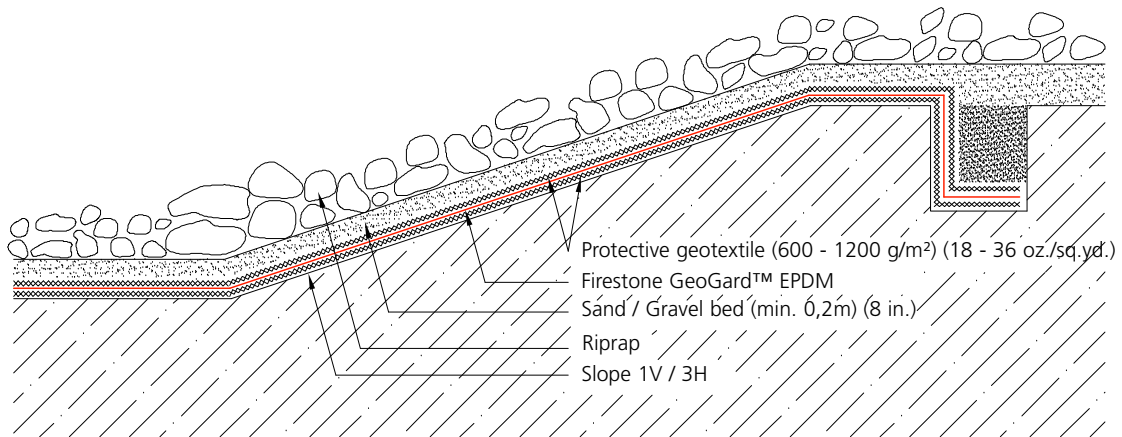 Protective geotextile (600 - 1200 g/m²) (18 - 36 oz./sq.yd.)
Firestone GeoGard™ EPDM
Sand / Gravel bed (min. 0,2m) (8 in.)
Riprap
Slope 1V / 3H